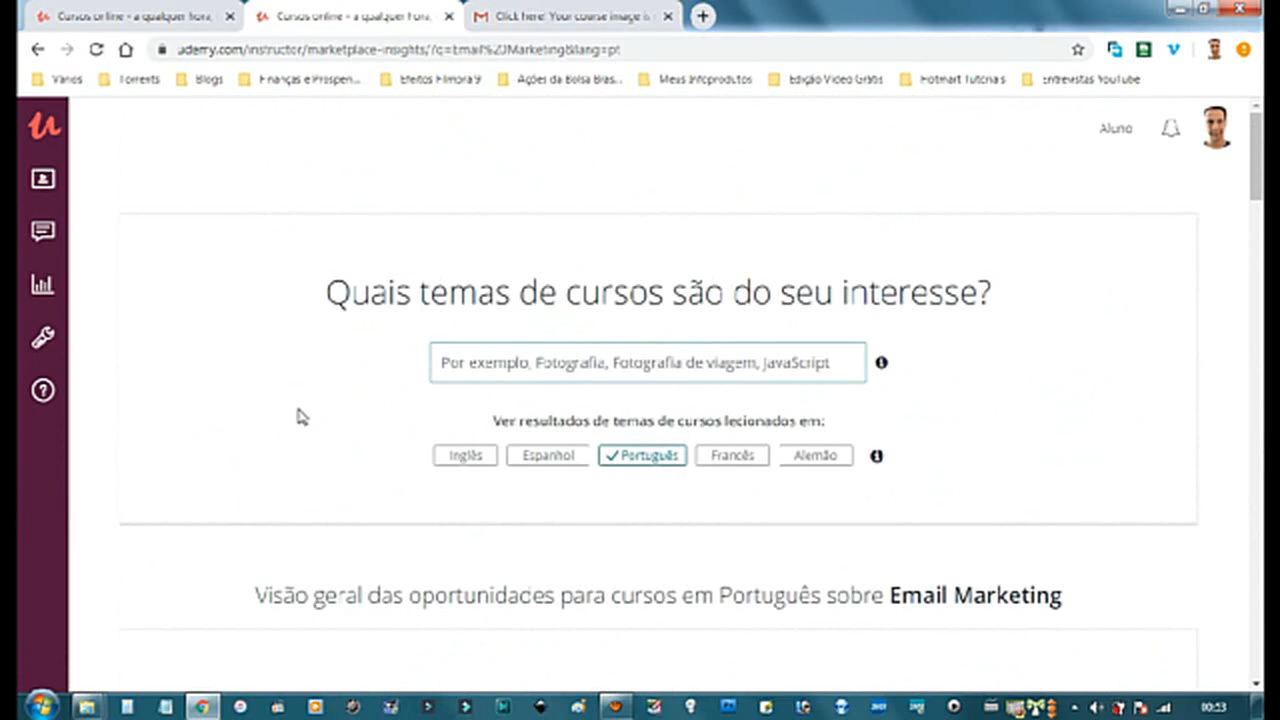 Cursos online - a qualquer hora,
Cursos online - a qualquer hora,
Click here! Your course image is
udemy.com/instructor/marketplace-insights/?q=Email%20Marketing&lang=pt
Vários
Torrents
Blogs
Finanças e Prosperi...
Efeitos Filmora 9
Ações da Bolsa Bras...
Meus Infoprodutos
Edição Vídeo Grátis
Hotmart Tutoriais
Entrevistas YouTube
Aluno
Quais temas de cursos são do seu interesse?
Por exemplo, Fotografia, Fotografia de viagem, JavaScript
Ver resultados de temas de cursos lecionados em:
Inglês
Espanhol
Português
Francês
Alemão
Visão geral das oportunidades para cursos em Português sobre Email Marketing
00:53